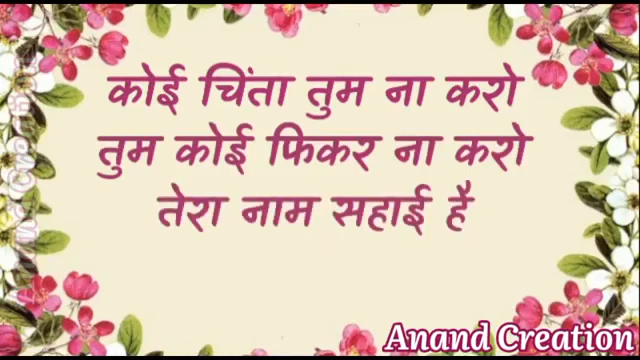 कोई चिंता तुम ना करो
तुम कोई फिकर ना करो
तेरा नाम सहाई है
Anand Creation